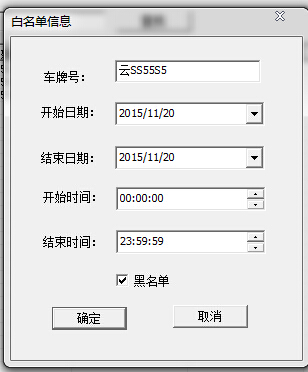 白名单信息
车牌号： 云SS55S5
开始日期： 2015/11/20
结束日期： 2015/11/20
开始时间： 00:00:00
结束时间： 23:59:59
黑名单
确定 取消